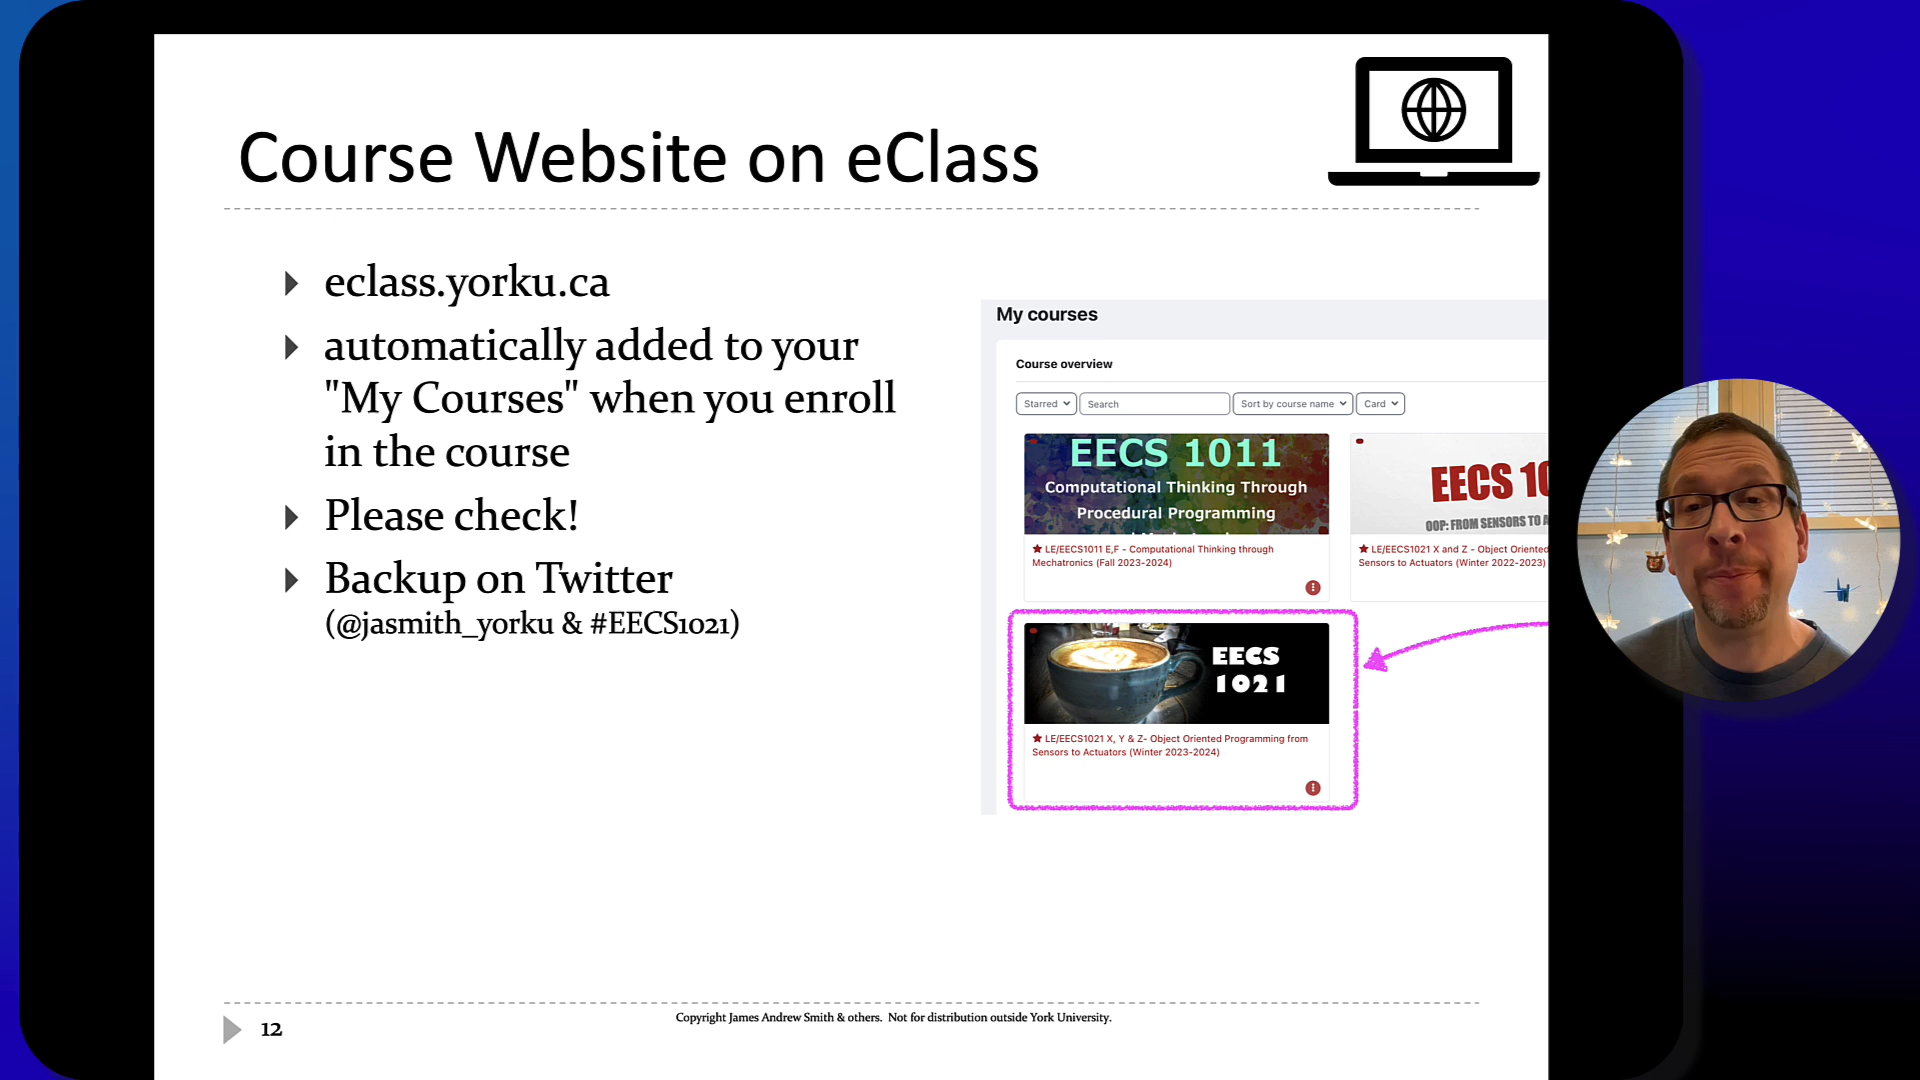 Course Website on eClass
eclass.yorku.ca
automatically added to your
"My Courses" when you enroll
in the course
Please check!
Backup on Twitter
(@jasmith_yorku & #EECS1021)
My courses
Course overview
Starred
Search
Sort by course name
Card
EECS 1011
Computational Thinking Through
Procedural Programming
LE/EECS1011 E,F - Computational Thinking through
Mechatronics (Fall 2023-2024)
EECS 10
OOP: FROM SENSORS TO A
LE/EECS1021 X and Z - Object Oriented
Sensors to Actuators (Winter 2022-2023)
EECS
1021
LE/EECS1021 X, Y & Z- Object Oriented Programming from
Sensors to Actuators (Winter 2023-2024)
12
Copyright James Andrew Smith & others. Not for distribution outside York University.